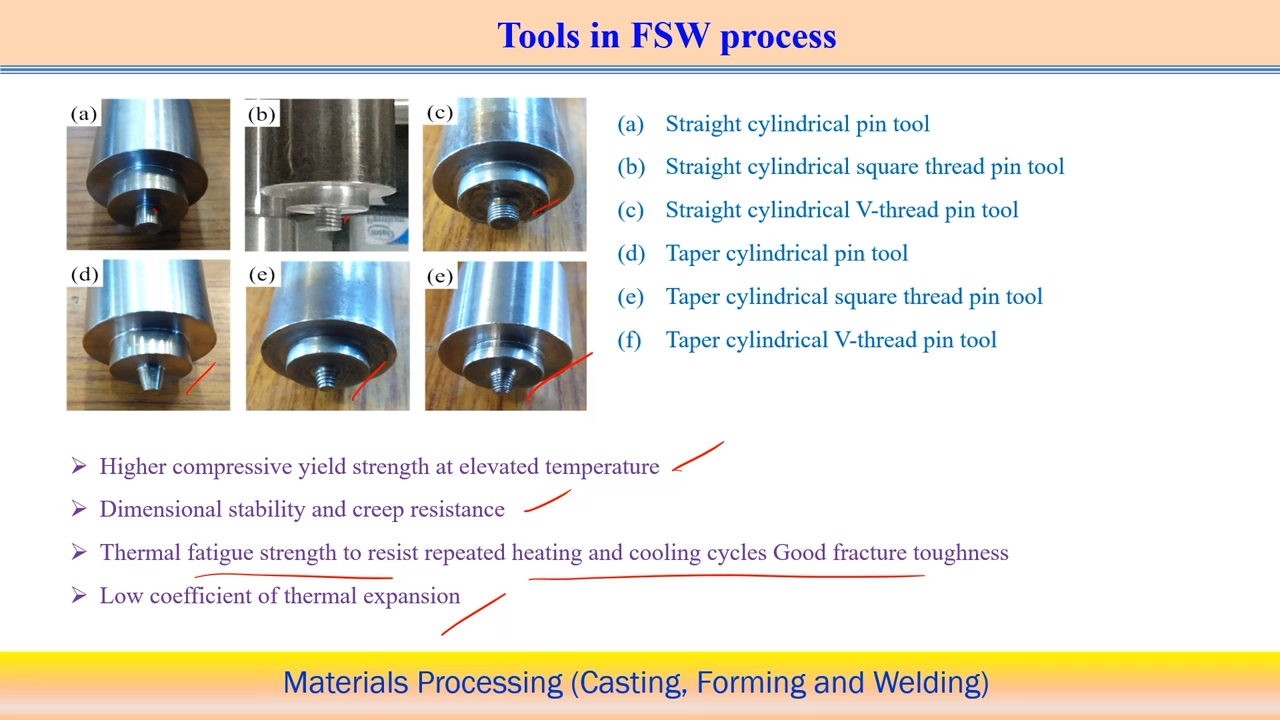 Tools in FSW process
(a) (b) (c)
(d) (e) (e)
(a) Straight cylindrical pin tool
(b) Straight cylindrical square thread pin tool
(c) Straight cylindrical V-thread pin tool
(d) Taper cylindrical pin tool
(e) Taper cylindrical square thread pin tool
(f) Taper cylindrical V-thread pin tool
➢ Higher compressive yield strength at elevated temperature
➢ Dimensional stability and creep resistance
➢ Thermal fatigue strength to resist repeated heating and cooling cycles Good fracture toughness
➢ Low coefficient of thermal expansion
Materials Processing (Casting, Forming and Welding)